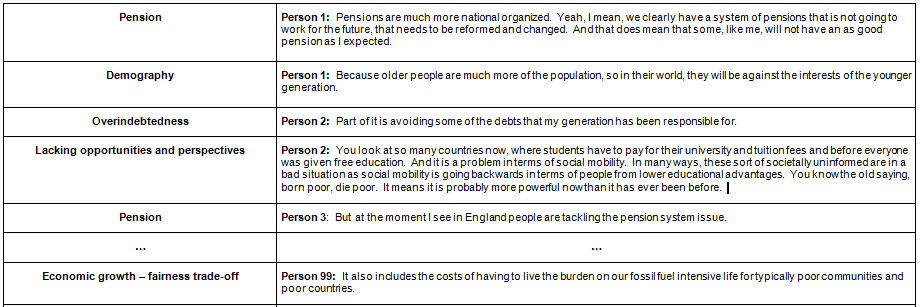 Pension
Person 1: Pensions are much more national organized. Yeah, I mean, we clearly have a system of pensions that is not going to
work for the future, that needs to be reformed and changed. And that does mean that some, like me, will not have an as good
pension as I expected.
Demography
Person 1: Because older people are much more of the population, so in their world, they will be against the interests of the younger
generation.
Overindebtedness
Person 2: Part of it is avoiding some of the debts that my generation has been responsible for.
Lacking opportunities and perspectives
Person 2: You look at so many countries now, where students have to pay for their university and tuition fees and before everyone
was given free education. And it is a problem in terms of social mobility. In many ways, these sort of societally uninformed are in a
bad situation as social mobility is going backwards in terms of people from lower educational advantages. You know the old saying,
born poor, die poor. It means it is probably more powerful now than it has ever been before.
Pension
Person 3: But at the moment I see in England people are tackling the pension system issue.
...
...
Economic growth – fairness trade-off
Person 99: It also includes the costs of having to live the burden on our fossil fuel intensive life for typically poor communities and
poor countries.